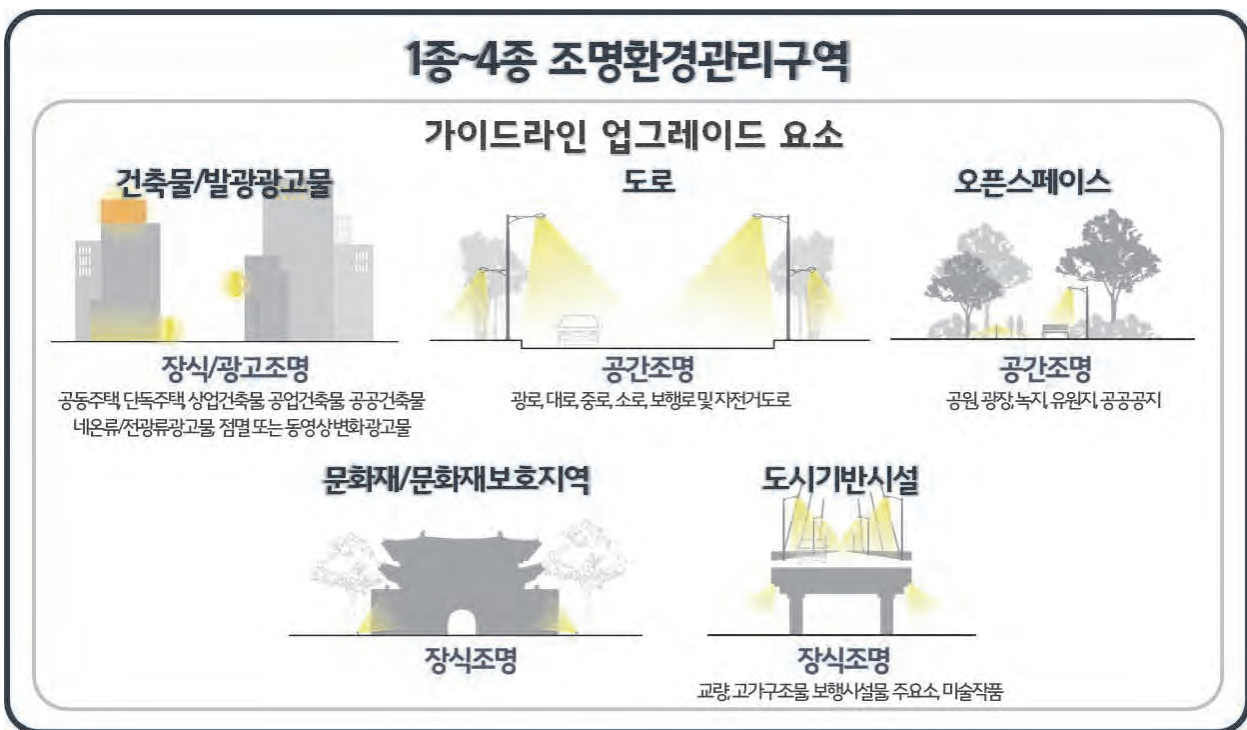 1종~4종 조명환경관리구역
가이드라인 업그레이드 요소
건축물/발광광고물
장식/광고조명
공동주택, 단독주택, 상업건축물, 공업건축물, 공공건축물
네온류/전광류광고물, 점멸 또는 동영상변화 광고물
도로
공간조명
광로, 대로, 중로, 소로, 보행로 및 자전거도로
오픈스페이스
공간조명
공원, 광장, 녹지, 유원지, 공공공지
문화재/문화재보호지역
장식조명
도시기반시설
장식조명
교량, 고가구조물, 보행시설물, 주요소, 미술작품